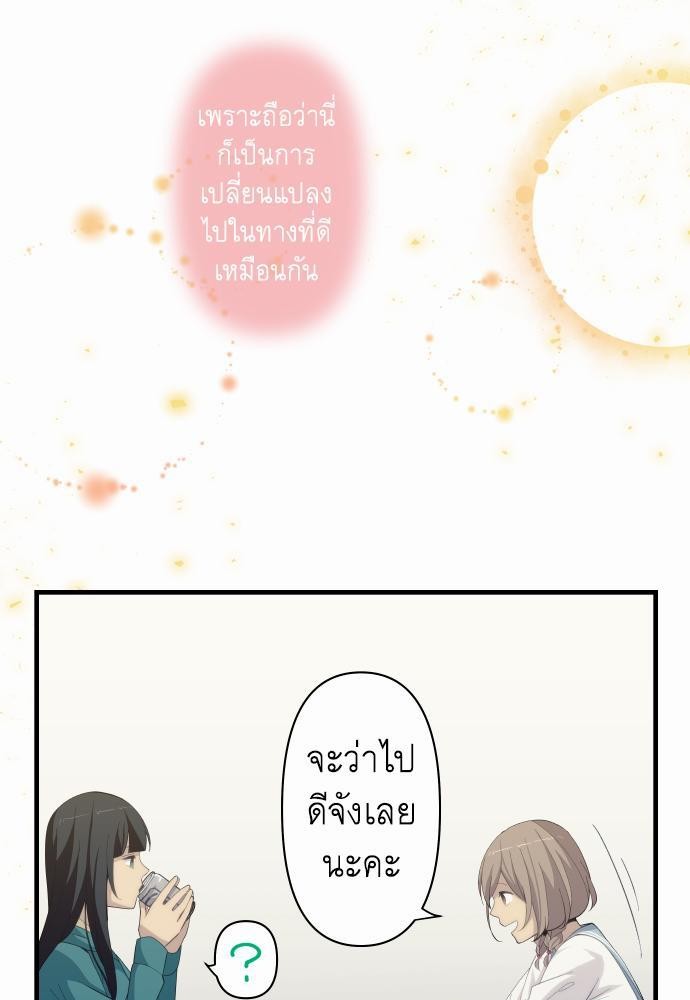 เพราะถือว่านี่
ก็เป็นการ
เปลี่ยนแปลง
ไปในทางที่ดี
เหมือนกัน
จะว่าไป
ดีจังเลย
นะคะ
?